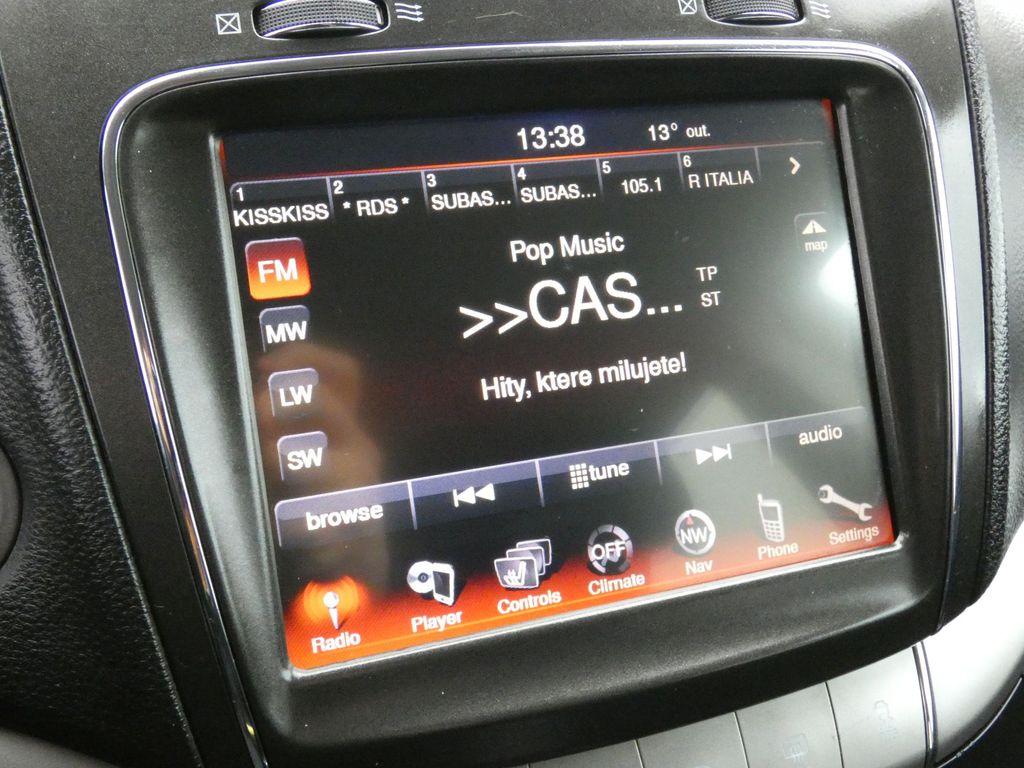 13:38 13° out.
1 2 3 4 5 6
KISSKISS * RDS * SUBAS... SUBAS... 105.1 R ITALIA >
map
Pop Music
FM
>>CAS... TP
ST
MW
Hity, ktere milujete!
LW
SW
browse tune audio
OFF NW
Radio Player Controls Climate Nav Phone Settings